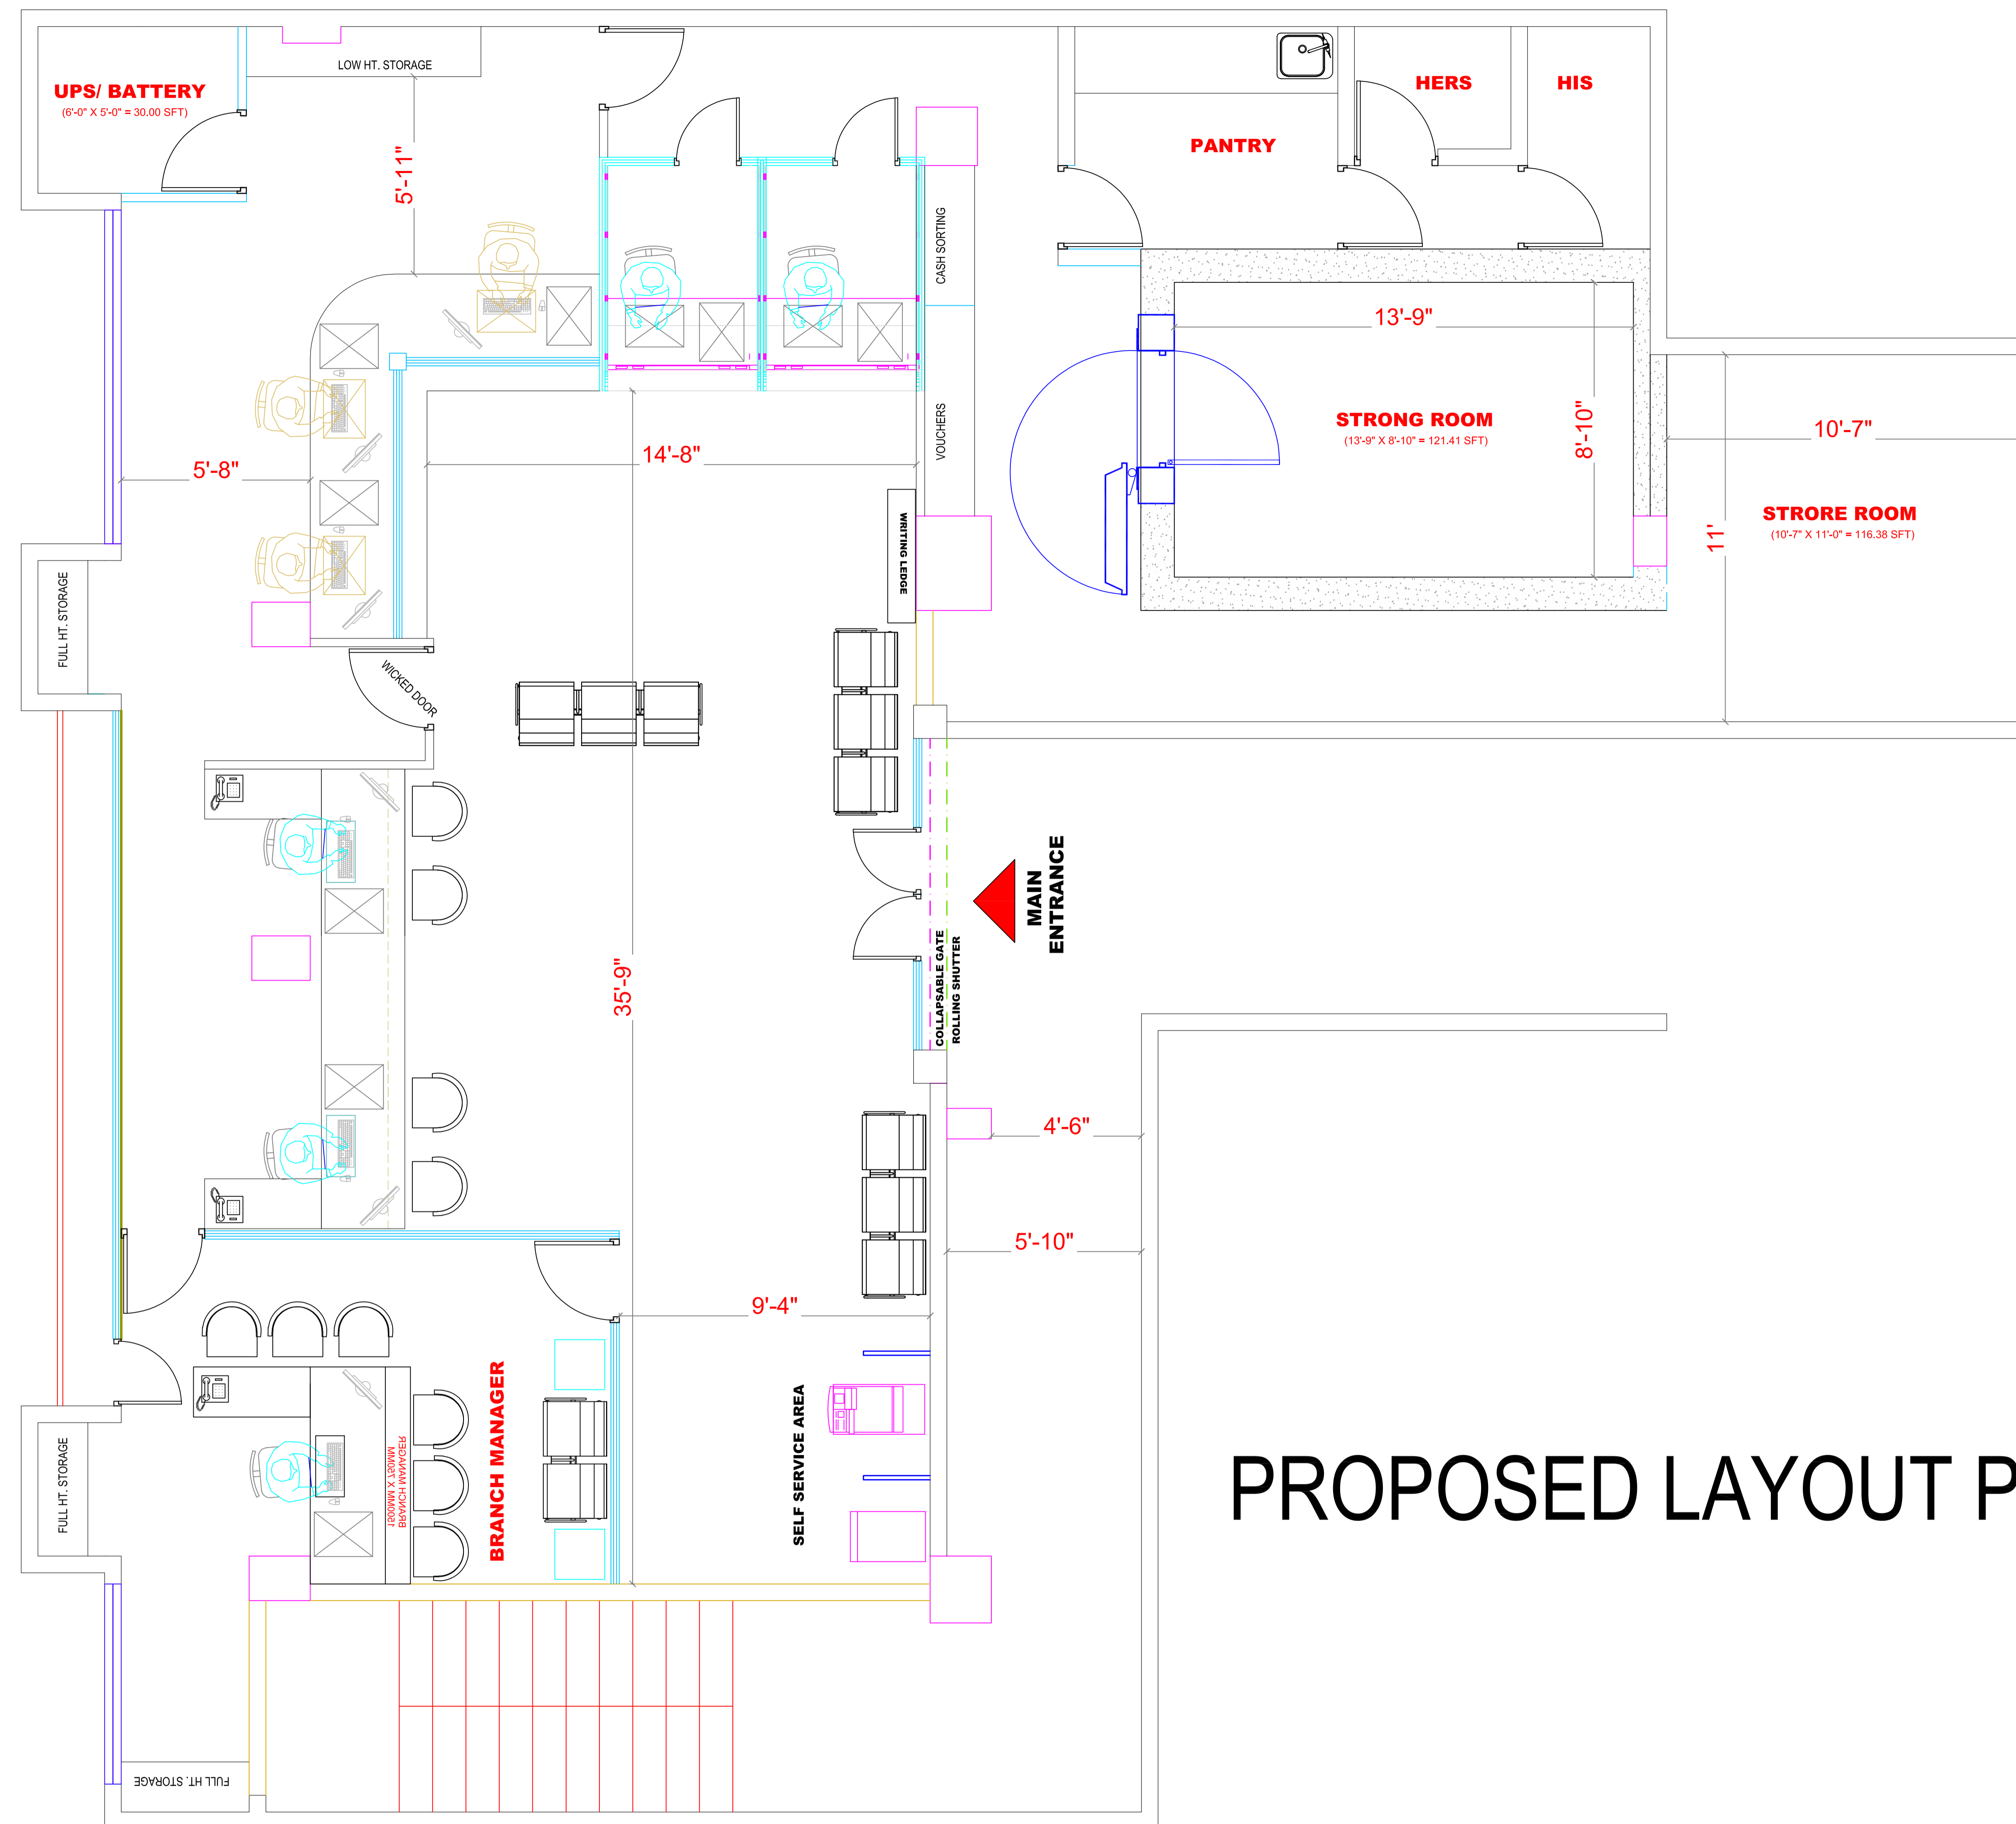 UPS/ BATTERY
(6'-0" X 5'-0" = 30.00 SFT)
LOW HT. STORAGE
HERS
HIS
PANTRY
5'-11"
CASH SORTING
13'-9"
STRONG ROOM
(13'-9" X 8'-10" = 121.41 SFT)
8'-10"
10'-7"
14'-8"
VOUCHERS
5'-8"
WRITING LEDGE
STRORE ROOM
(10'-7" X 11'-0" = 116.38 SFT)
11'
FULL HT. STORAGE
WICKED DOOR
MAIN
ENTRANCE
COLLAPSABLE GATE
ROLLING SHUTTER
35'-9"
4'-6"
5'-10"
9'-4"
BRANCH MANAGER
SELF SERVICE AREA
BRANCH MANAGER
1500MM X 750MM
FULL HT. STORAGE
PROPOSED LAYOUT P
FULL HT. STORAGE